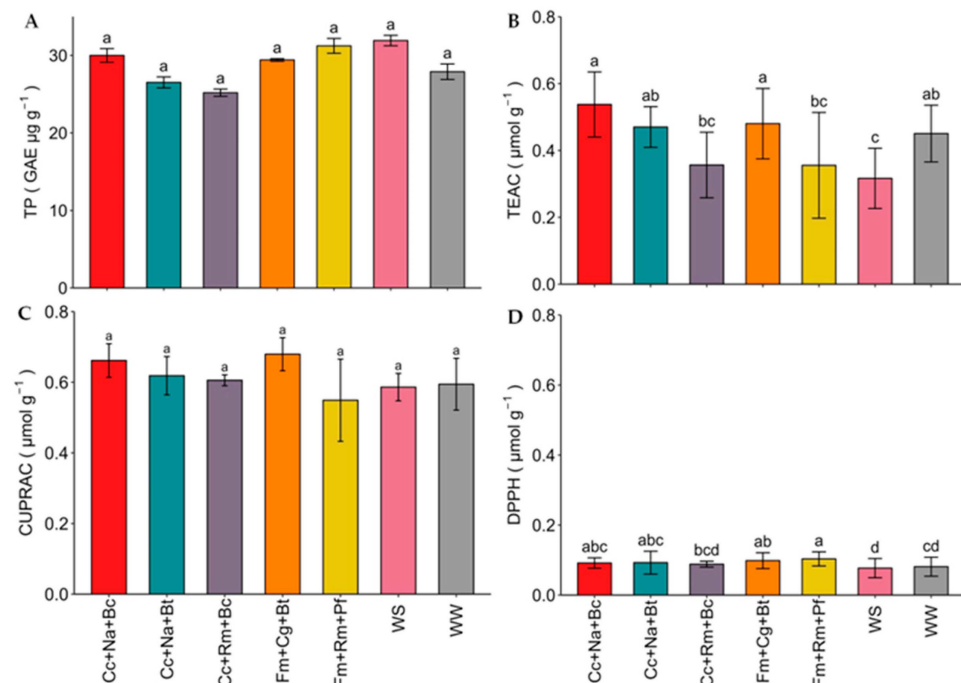 A
TP ( GAE µg g⁻¹ )
30
20
10
0
a
a
a
a
a
a
a
B
TEAC ( µmol g⁻¹ )
0.8
0.6
0.4
0.2
0.0
a
ab
bc
a
bc
c
ab
C
CUPRAC ( µmol g⁻¹ )
0.8
0.6
0.4
0.2
0.0
a
a
a
a
a
a
a
Cc+Na+Bc
Cc+Na+Bt
Cc+Rm+Bc
Fm+Cg+Bt
Fm+Rm+Pf
WS
WW
D
DPPH ( µmol g⁻¹ )
0.8
0.6
0.4
0.2
0.0
abc
abc
bcd
ab
a
d
cd
Cc+Na+Bc
Cc+Na+Bt
Cc+Rm+Bc
Fm+Cg+Bt
Fm+Rm+Pf
WS
WW